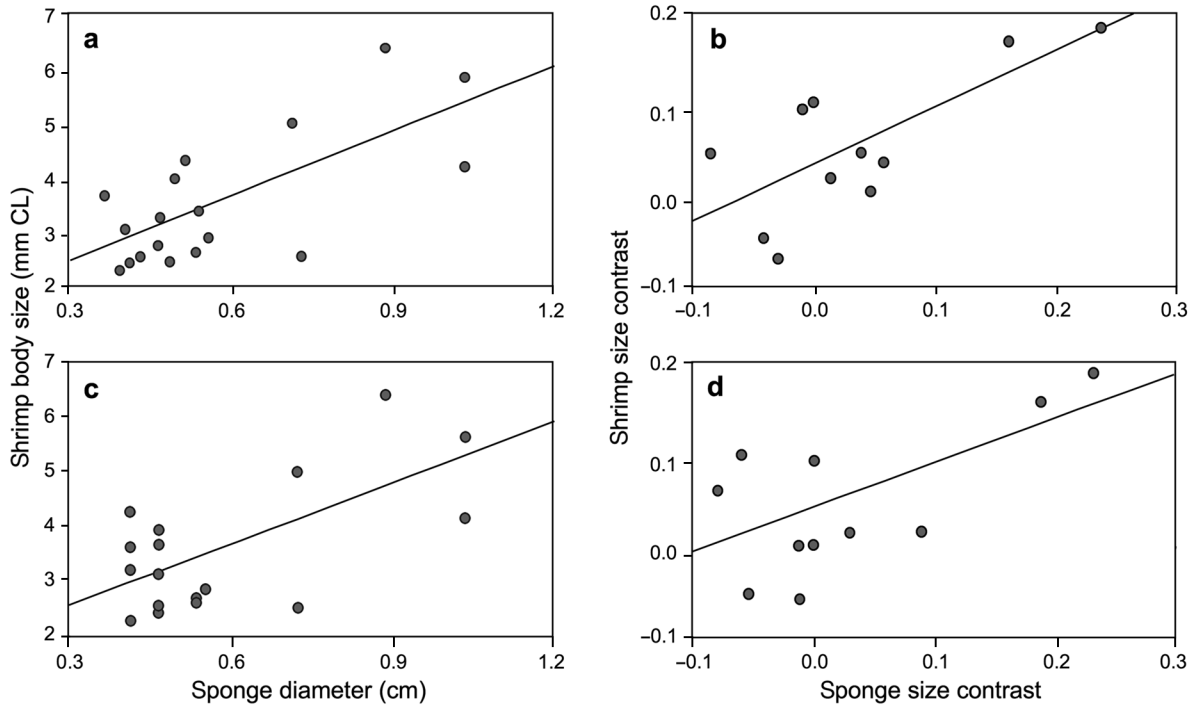 a
7
6
5
4
3
2
0.3 0.6 0.9 1.2
b
0.2
0.1
0.0
–0.1
–0.1 0.0 0.1 0.2 0.3
c
7
6
5
4
3
2
0.3 0.6 0.9 1.2
d
0.2
0.1
0.0
–0.1
–0.1 0.0 0.1 0.2 0.3
Shrimp body size (mm CL)
Shrimp size contrast
Sponge diameter (cm)
Sponge size contrast